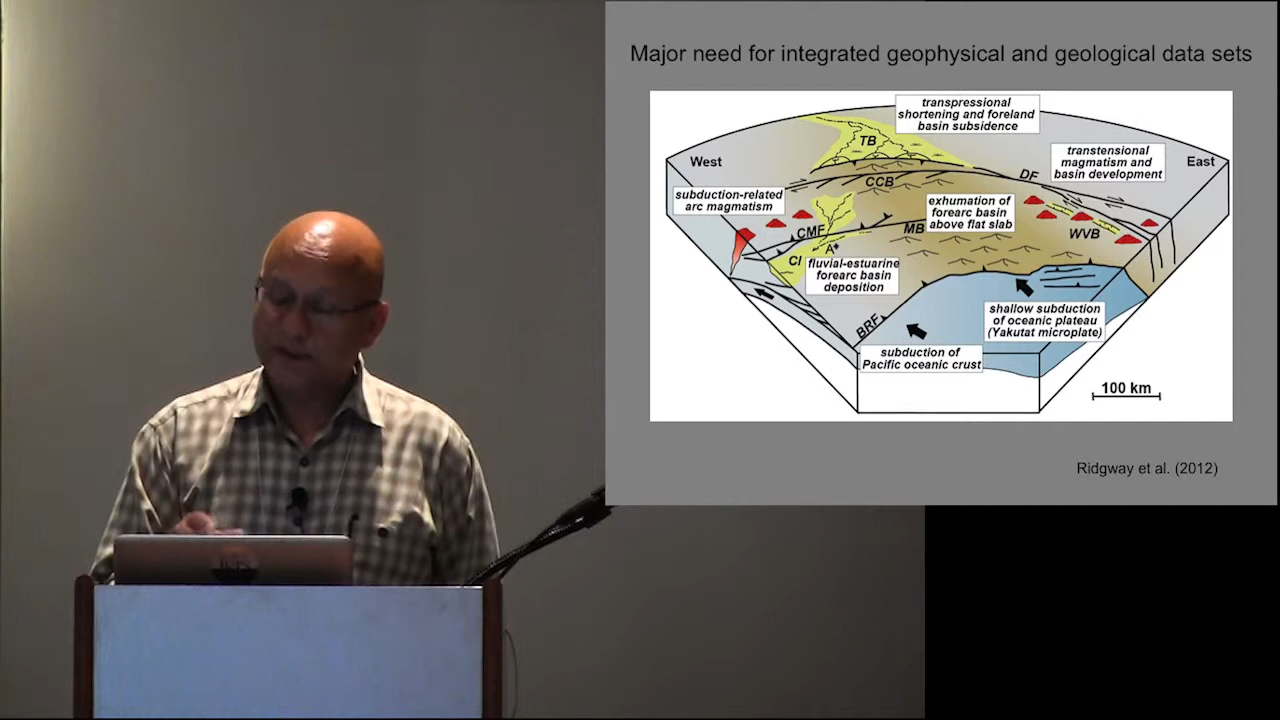 Major need for integrated geophysical and geological data sets
transpressional
shortening and foreland
basin subsidence
TB
West
transtensional
magmatism and
basin development
East
CCB
DF
subduction-related
arc magmatism
exhumation of
forearc basin
above flat slab
CMF
MB
WVB
A
CI
fluvial-estuarine
forearc basin
deposition
BRF
shallow subduction
of oceanic plateau
(Yakutat microplate)
subduction of
Pacific oceanic crust
100 km
Ridgway et al. (2012)